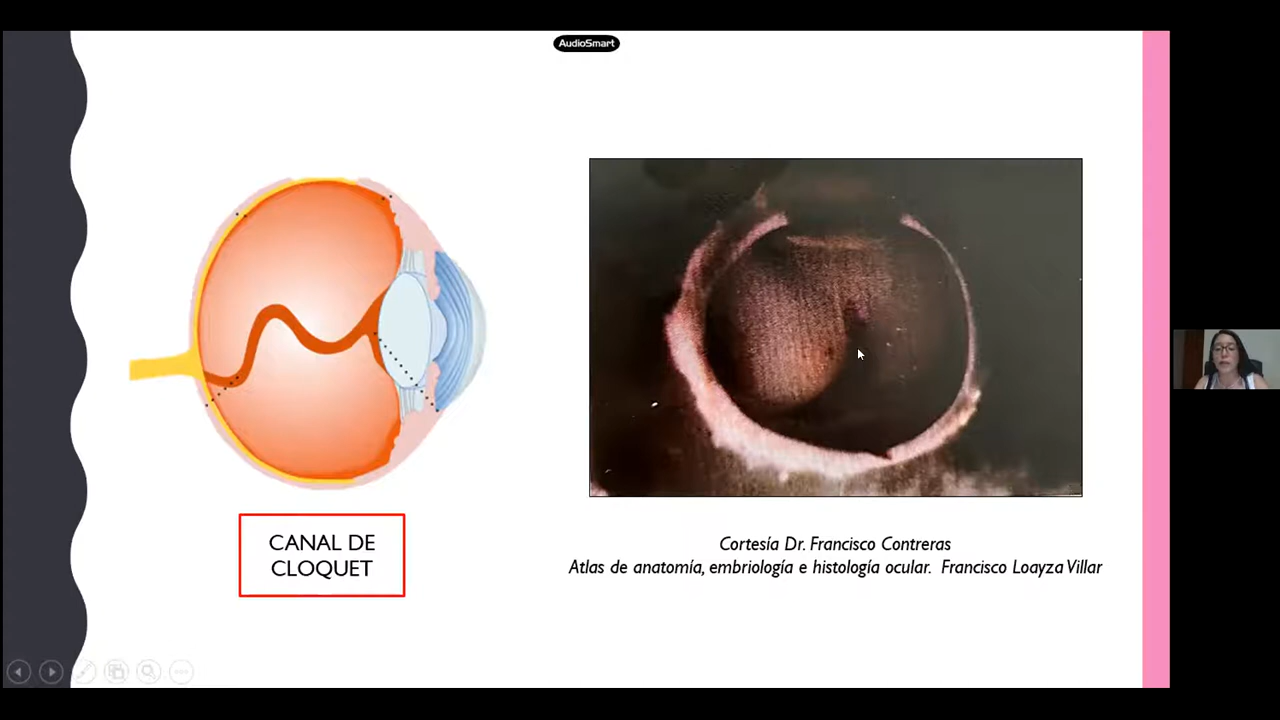 AudioSmart
CANAL DE
CLOQUET
Cortesía Dr. Francisco Contreras
Atlas de anatomía, embriología e histología ocular. Francisco Loayza Villar